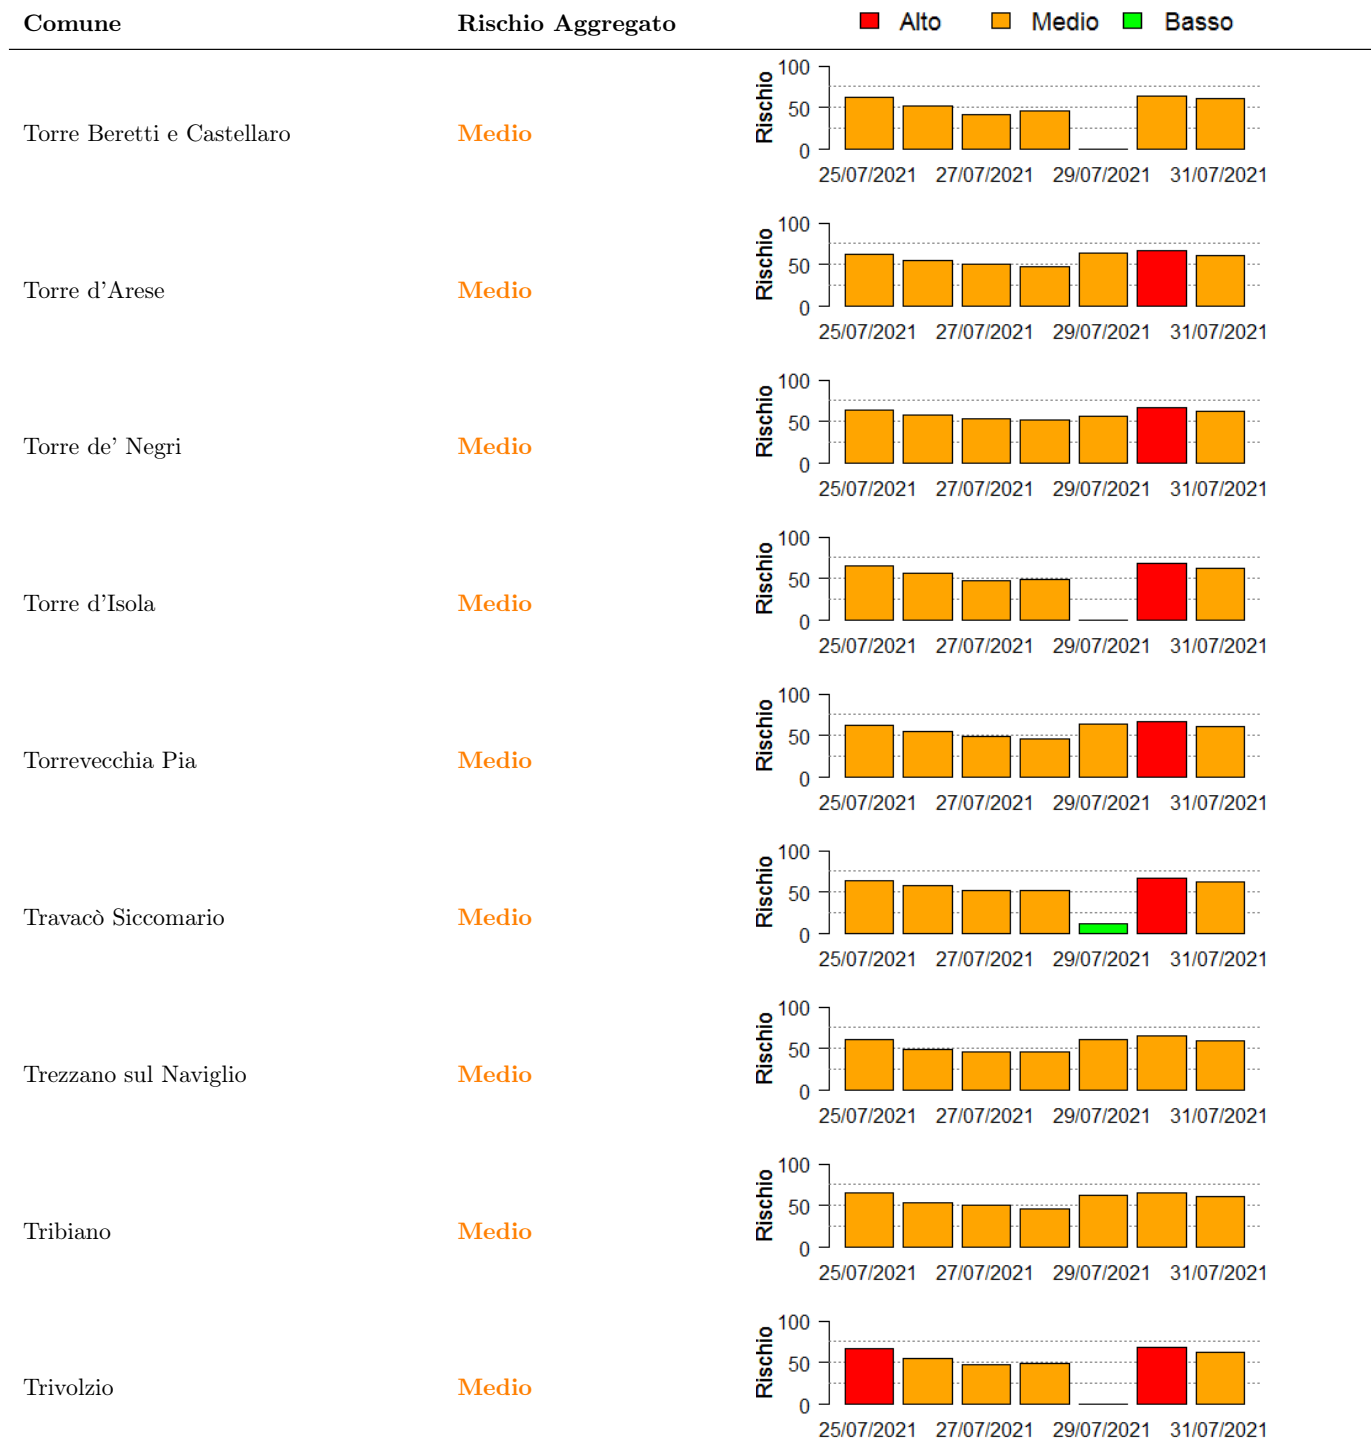 Comune Rischio Aggregato Alto Medio Basso
Torre Beretti e Castellaro Medio
Rischio
100
50
0
25/07/2021 27/07/2021 29/07/2021 31/07/2021
Torre d'Arese Medio
Rischio
100
50
0
25/07/2021 27/07/2021 29/07/2021 31/07/2021
Torre de' Negri Medio
Rischio
100
50
0
25/07/2021 27/07/2021 29/07/2021 31/07/2021
Torre d'Isola Medio
Rischio
100
50
0
25/07/2021 27/07/2021 29/07/2021 31/07/2021
Torrevecchia Pia Medio
Rischio
100
50
0
25/07/2021 27/07/2021 29/07/2021 31/07/2021
Travacò Siccomario Medio
Rischio
100
50
0
25/07/2021 27/07/2021 29/07/2021 31/07/2021
Trezzano sul Naviglio Medio
Rischio
100
50
0
25/07/2021 27/07/2021 29/07/2021 31/07/2021
Tribiano Medio
Rischio
100
50
0
25/07/2021 27/07/2021 29/07/2021 31/07/2021
Trivolzio Medio
Rischio
100
50
0
25/07/2021 27/07/2021 29/07/2021 31/07/2021